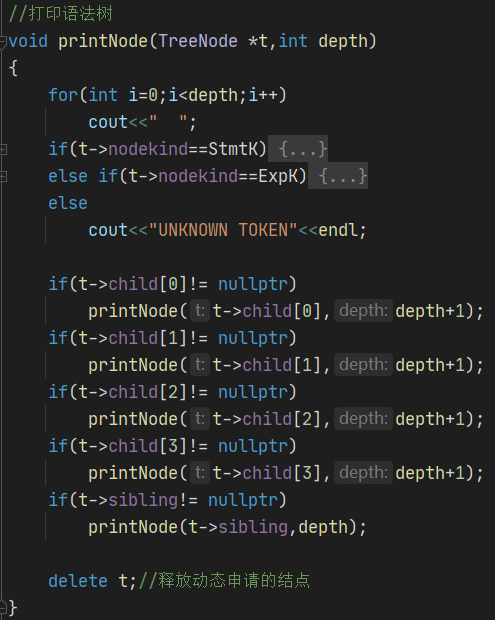 //打印语法树
void printNode(TreeNode *t,int depth)
{
    for(int i=0;i<depth;i++)
        cout<<"  ";
    if(t->nodekind==StmtK) {...}
    else if(t->nodekind==ExpK) {...}
    else
        cout<<"UNKNOWN TOKEN"<<endl;

    if(t->child[0]!= nullptr)
        printNode( t: t->child[0], depth: depth+1);
    if(t->child[1]!= nullptr)
        printNode( t: t->child[1], depth: depth+1);
    if(t->child[2]!= nullptr)
        printNode( t: t->child[2], depth: depth+1);
    if(t->child[3]!= nullptr)
        printNode( t: t->child[3], depth: depth+1);
    if(t->sibling!= nullptr)
        printNode(t->sibling,depth);

    delete t;//释放动态申请的结点
}